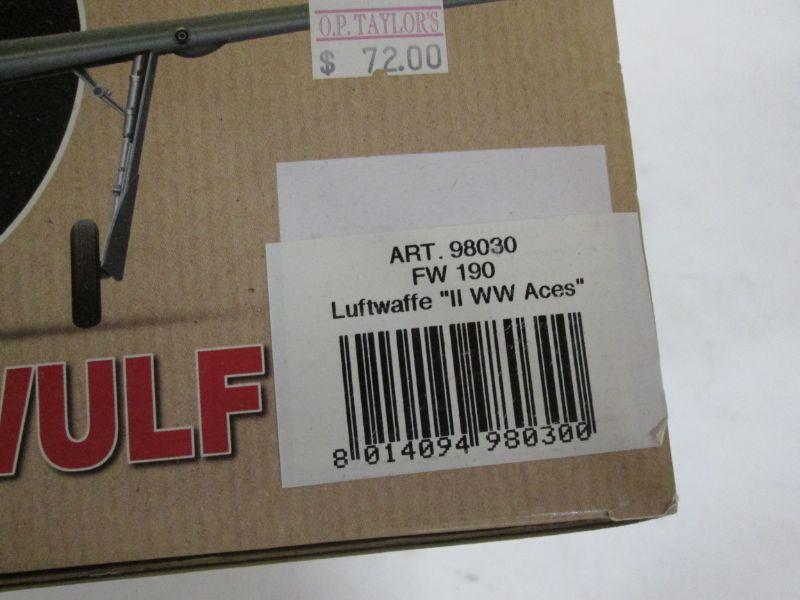 O.P. TAYLOR'S
$ 72.00
ART. 98030
FW 190
Luftwaffe "II WW Aces"
8 014094 980300
WULF